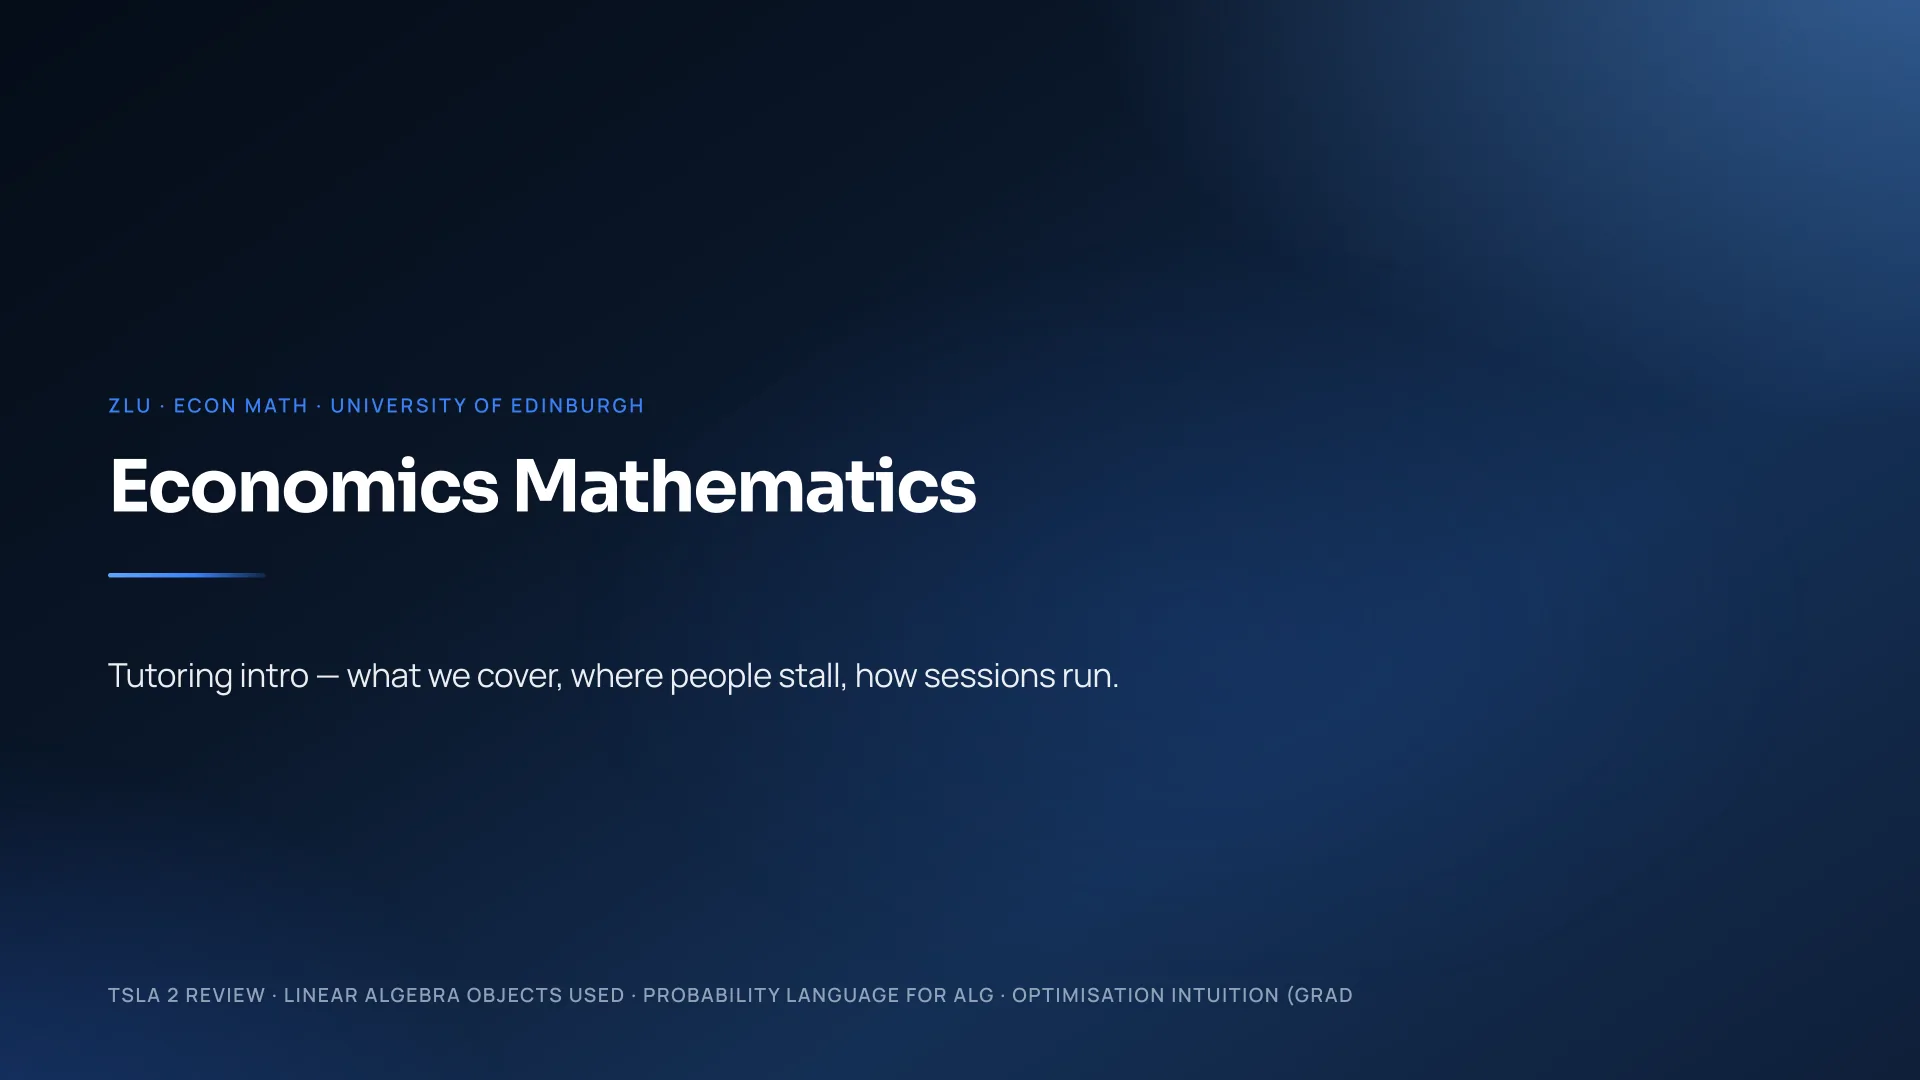 ZLU · ECON MATH · UNIVERSITY OF EDINBURGH
Economics Mathematics
Tutoring intro — what we cover, where people stall, how sessions run.
TSLA 2 REVIEW · LINEAR ALGEBRA OBJECTS USED · PROBABILITY LANGUAGE FOR ALG · OPTIMISATION INTUITION (GRAD